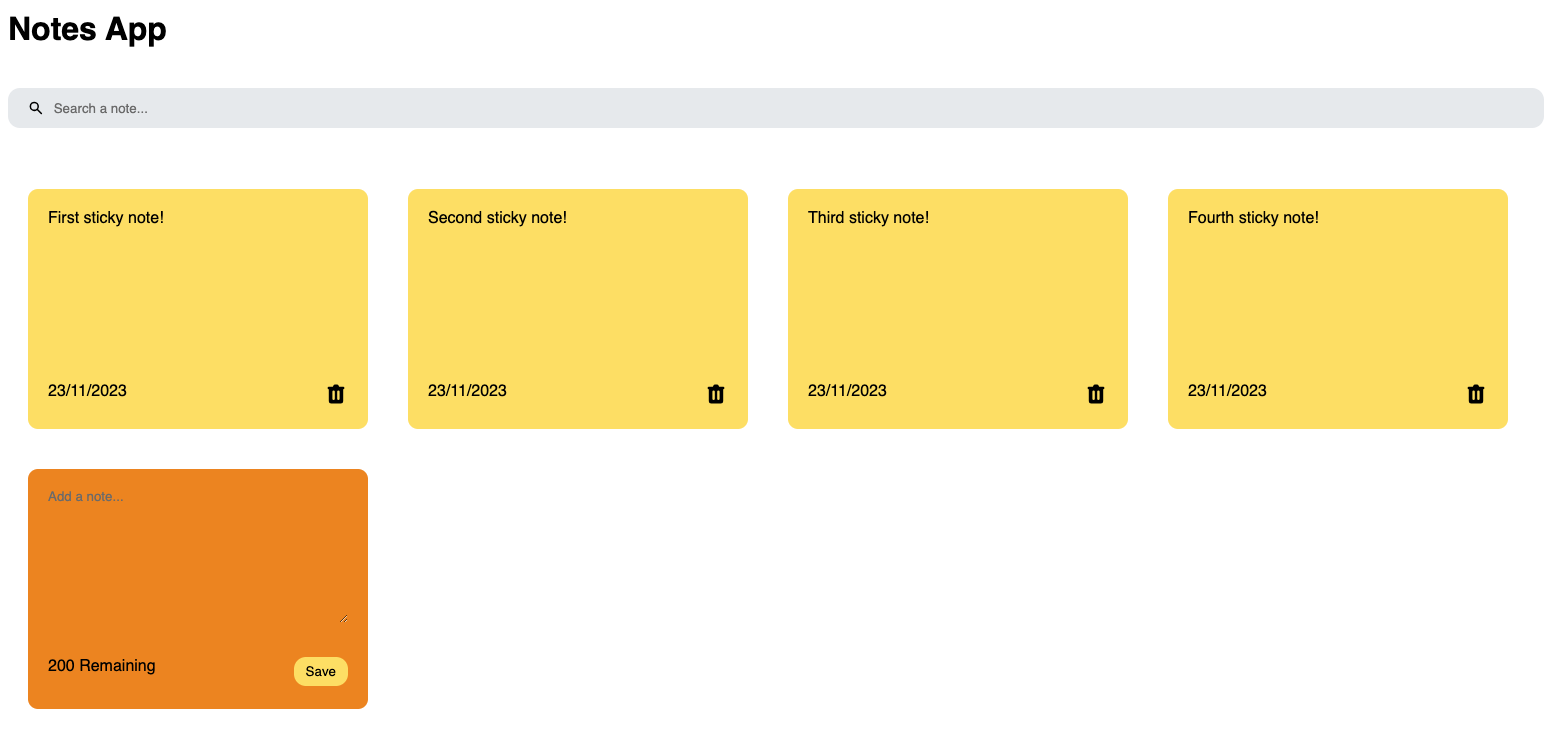 Notes App
Search a note...
First sticky note!
Second sticky note!
Third sticky note!
Fourth sticky note!
23/11/2023
23/11/2023
23/11/2023
23/11/2023
Add a note...
200 Remaining
Save